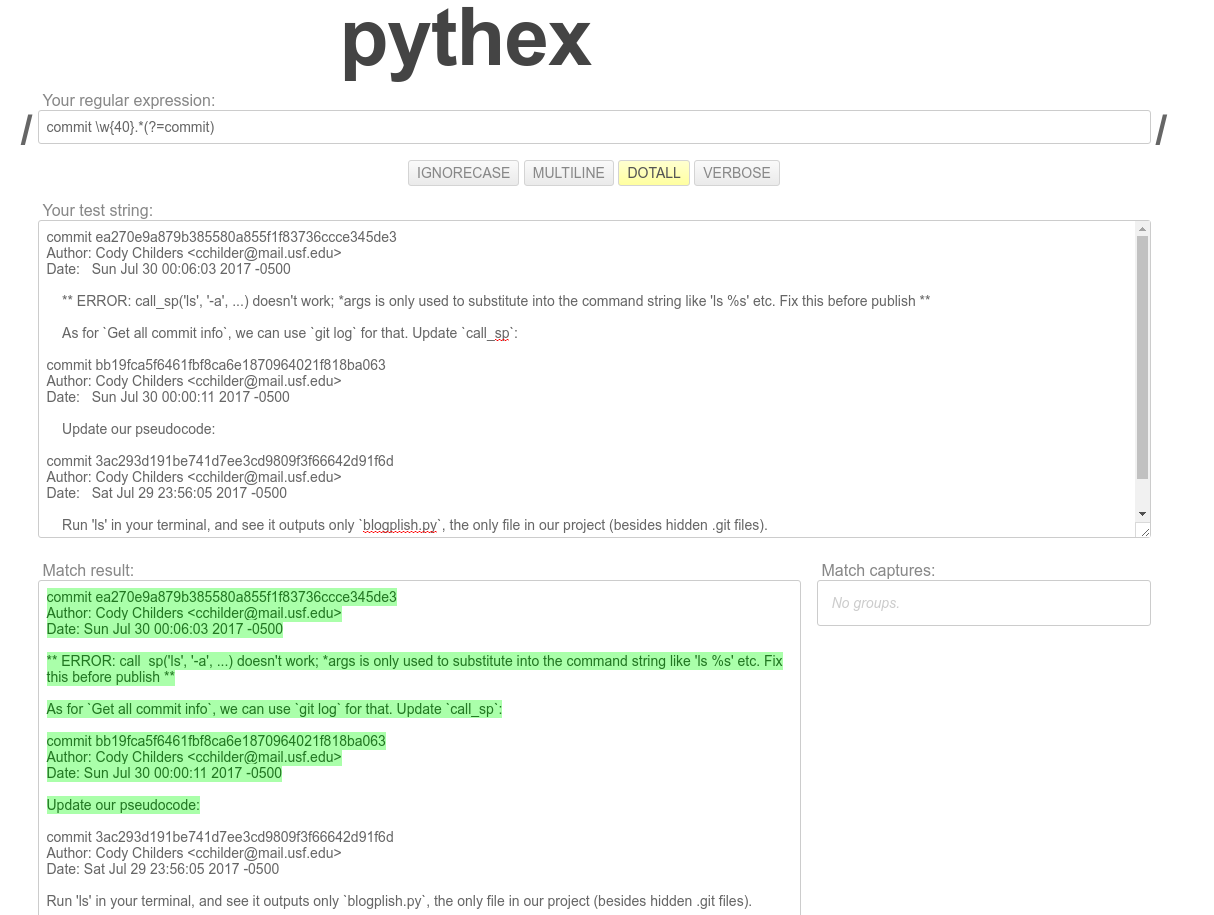 pythex
Your regular expression:
/ commit \w{40}.*(?=commit) /
IGNORECASE MULTILINE DOTALL VERBOSE
Your test string:
commit ea270e9a879b385580a855f1f83736ccce345de3
Author: Cody Childers <cchilder@mail.usf.edu>
Date:   Sun Jul 30 00:06:03 2017 -0500
** ERROR: call_sp('ls', '-a', ...) doesn't work; *args is only used to substitute into the command string like 'ls %s' etc. Fix this before publish **
As for `Get all commit info`, we can use `git log` for that. Update `call_sp`:
commit bb19fca5f6461fbf8ca6e1870964021f818ba063
Author: Cody Childers <cchilder@mail.usf.edu>
Date:   Sun Jul 30 00:00:11 2017 -0500
Update our pseudocode:
commit 3ac293d191be741d7ee3cd9809f3f66642d91f6d
Author: Cody Childers <cchilder@mail.usf.edu>
Date:   Sat Jul 29 23:56:05 2017 -0500
Run 'ls' in your terminal, and see it outputs only `blogplish.py`, the only file in our project (besides hidden .git files).
Match result:
commit ea270e9a879b385580a855f1f83736ccce345de3
Author: Cody Childers <cchilder@mail.usf.edu>
Date: Sun Jul 30 00:06:03 2017 -0500
** ERROR: call_sp('ls', '-a', ...) doesn't work; *args is only used to substitute into the command string like 'ls %s' etc. Fix
this before publish **
As for `Get all commit info`, we can use `git log` for that. Update `call_sp`:
commit bb19fca5f6461fbf8ca6e1870964021f818ba063
Author: Cody Childers <cchilder@mail.usf.edu>
Date: Sun Jul 30 00:00:11 2017 -0500
Update our pseudocode:
commit 3ac293d191be741d7ee3cd9809f3f66642d91f6d
Author: Cody Childers <cchilder@mail.usf.edu>
Date: Sat Jul 29 23:56:05 2017 -0500
Run 'ls' in your terminal, and see it outputs only `blogplish.py`, the only file in our project (besides hidden .git files).
Match captures:
No groups.